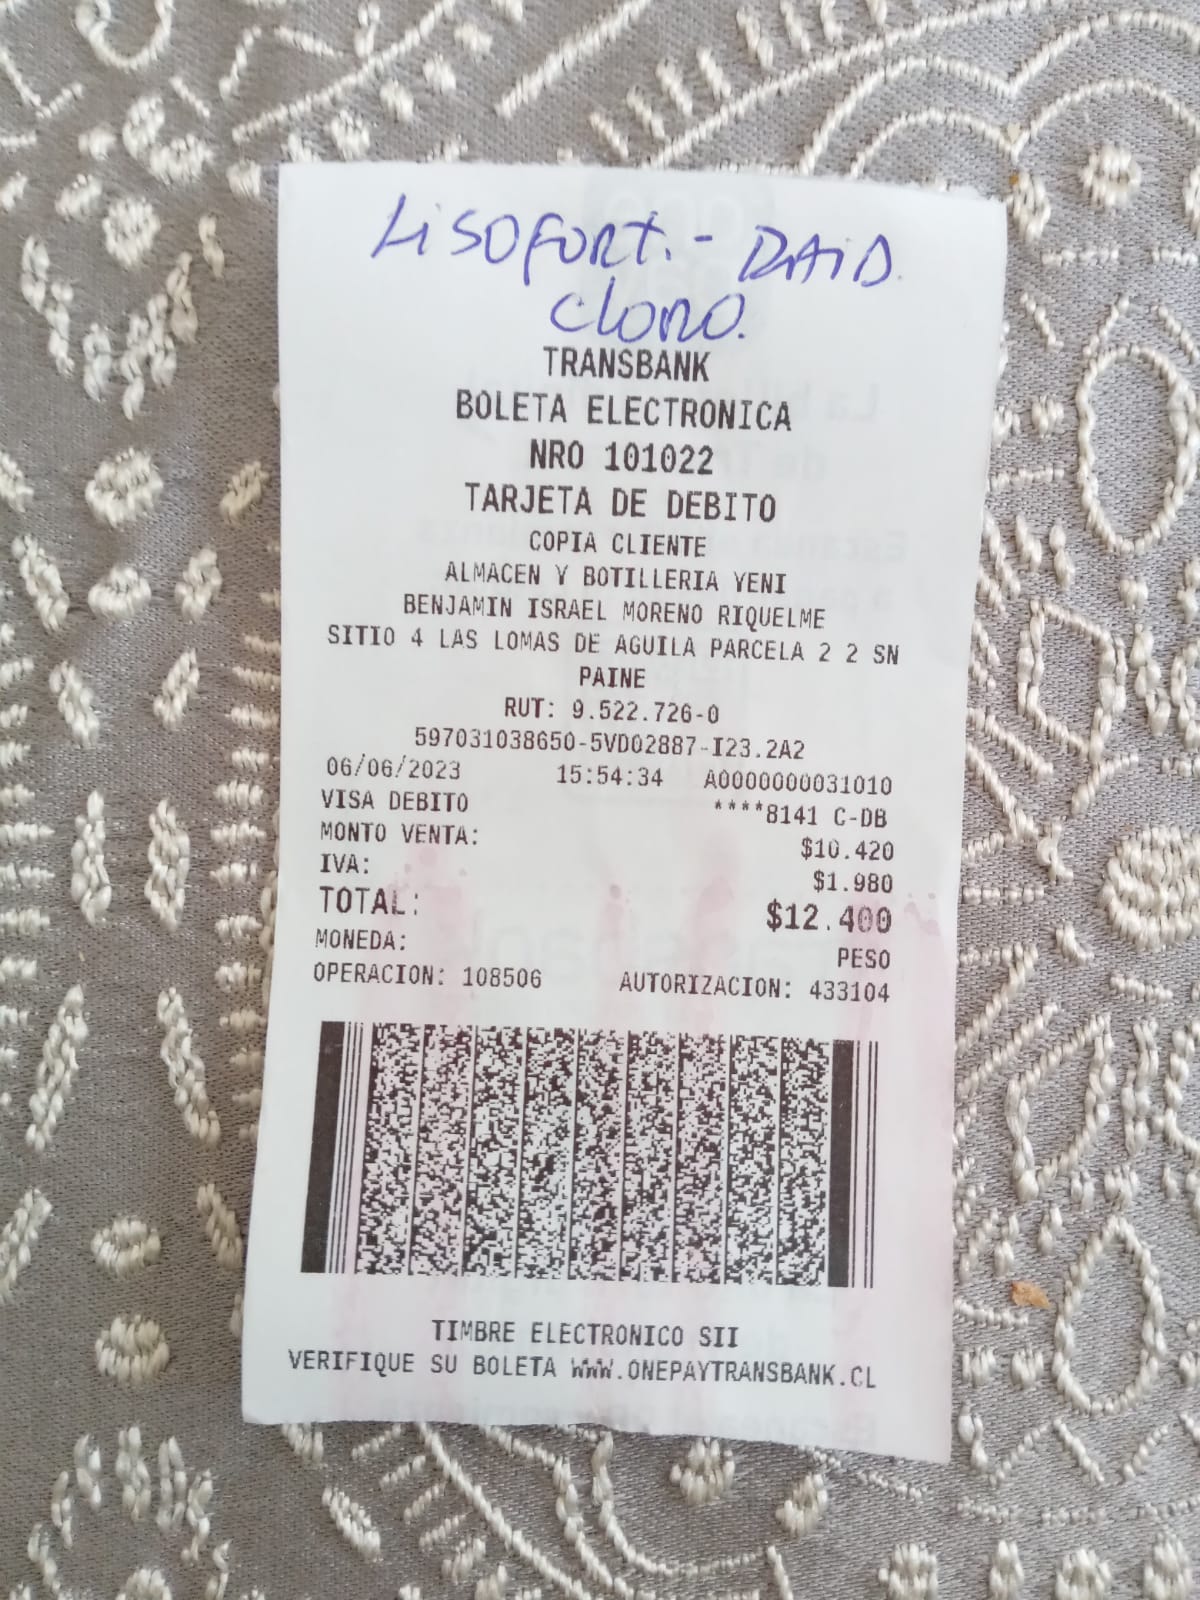 Lisofort. - RAID.
Cloro.
TRANSBANK
BOLETA ELECTRONICA
NRO 101022
TARJETA DE DEBITO
COPIA CLIENTE
ALMACEN Y BOTILLERIA YENI
BENJAMIN ISRAEL MORENO RIQUELME
SITIO 4 LAS LOMAS DE AGUILA PARCELA 2 2 SN
PAINE
RUT: 9.522.726-0
597031038650-5VD02887-I23.2A2
06/06/2023 15:54:34 A0000000031010
VISA DEBITO ****8141 C-DB
MONTO VENTA: $10.420
IVA: $1.980
TOTAL: $12.400
MONEDA: PESO
OPERACION: 108506 AUTORIZACION: 433104
TIMBRE ELECTRONICO SII
VERIFIQUE SU BOLETA WWW.ONEPAYTRANSBANK.CL